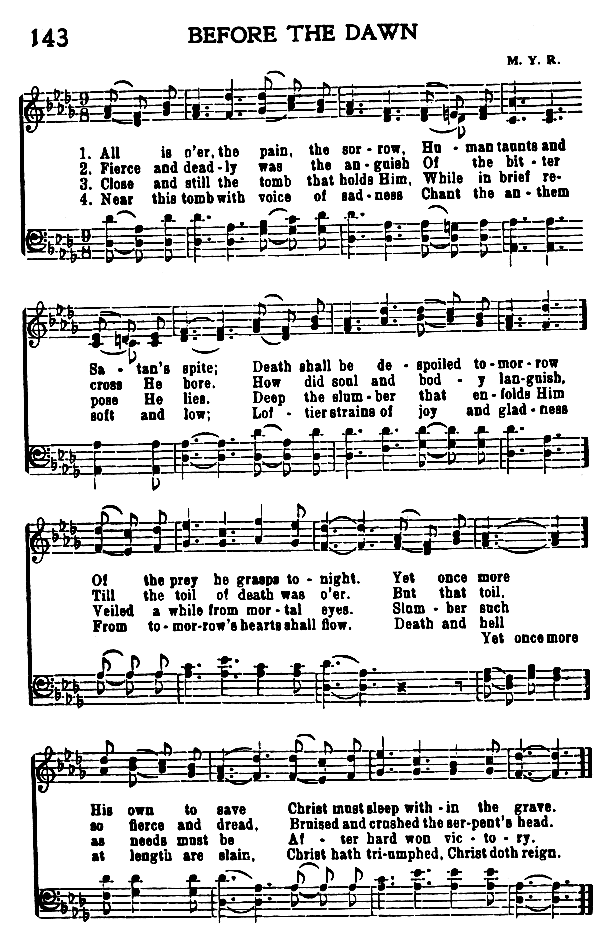 143 BEFORE THE DAWN
M. Y. R.
1. All is o'er, the pain, the sor - row, Hu - man taunts and
2. Fierce and dead - ly was the an - guish Of the bit - ter
3. Close and still the tomb that holds Him, While in brief re-
4. Near this tomb with voice of sad - ness Chant the an - them
Sa - tan's spite; Death shall be de - spoiled to - mor - row
cross He bore. How did soul and bod - y lan - guish,
pose He lies. Deep the slum - ber that en - folds Him
soft and low; Lof - tier strains of joy and glad - ness
Of the prey he grasps to - night. Yet once more
Till the toil of death was o'er. But that toil,
Veiled a while from mor - tal eyes. Slum - ber such
From to - mor - row's hearts shall flow. Death and hell
Yet once more
His own to save Christ must sleep with - in the grave.
so fierce and dread, Bruised and crushed the ser - pent's head.
as needs must be Af - ter hard won vic - to - ry.
at length are slain, Christ hath tri - umphed, Christ doth reign.